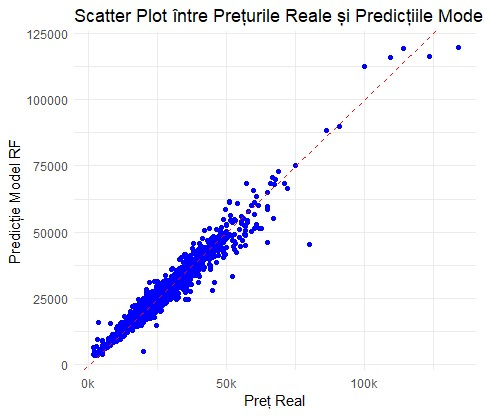 Scatter Plot între Prețurile Reale și Predicțiile Mode
125000
100000
75000
50000
25000
0
Predicție Model RF
0k
50k
100k
Preț Real